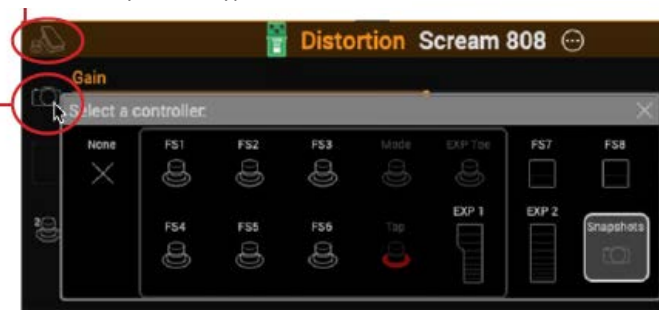 Distortion Scream 808
Gain
Select a controller:
None FS1 FS2 FS3 Mode EXP Toe FS7 FS8
2
FS4 FS5 FS6 Tap EXP 1 EXP 2 Snapshots